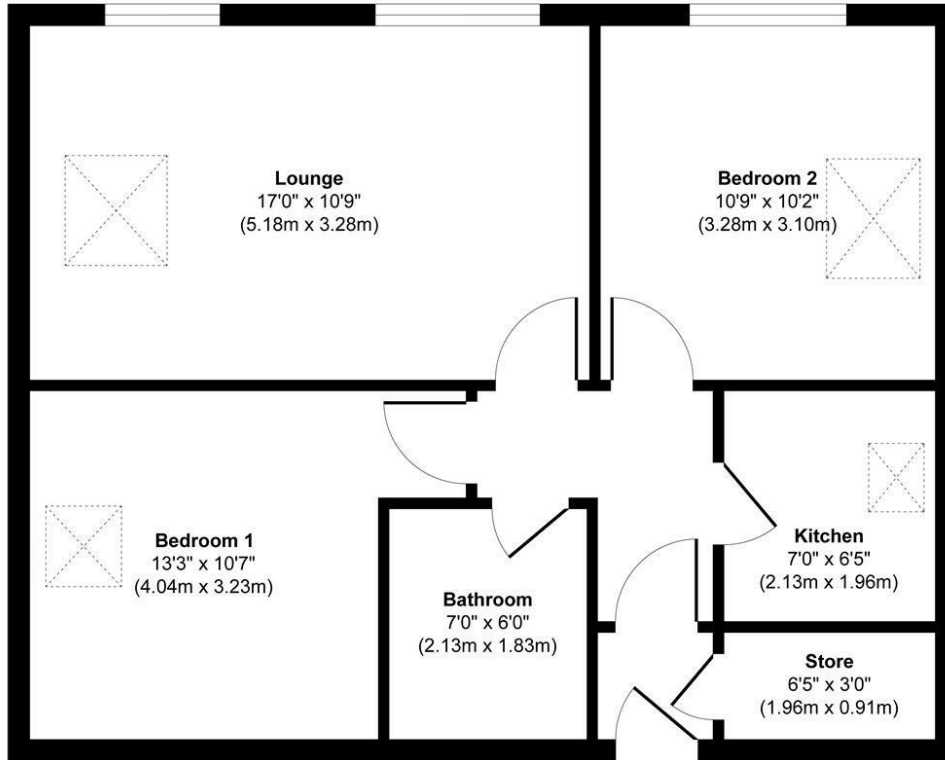 Lounge
17'0" x 10'9"
(5.18m x 3.28m)
Bedroom 2
10'9" x 10'2"
(3.28m x 3.10m)
Bedroom 1
13'3" x 10'7"
(4.04m x 3.23m)
Bathroom
7'0" x 6'0"
(2.13m x 1.83m)
Kitchen
7'0" x 6'5"
(2.13m x 1.96m)
Store
6'5" x 3'0"
(1.96m x 0.91m)